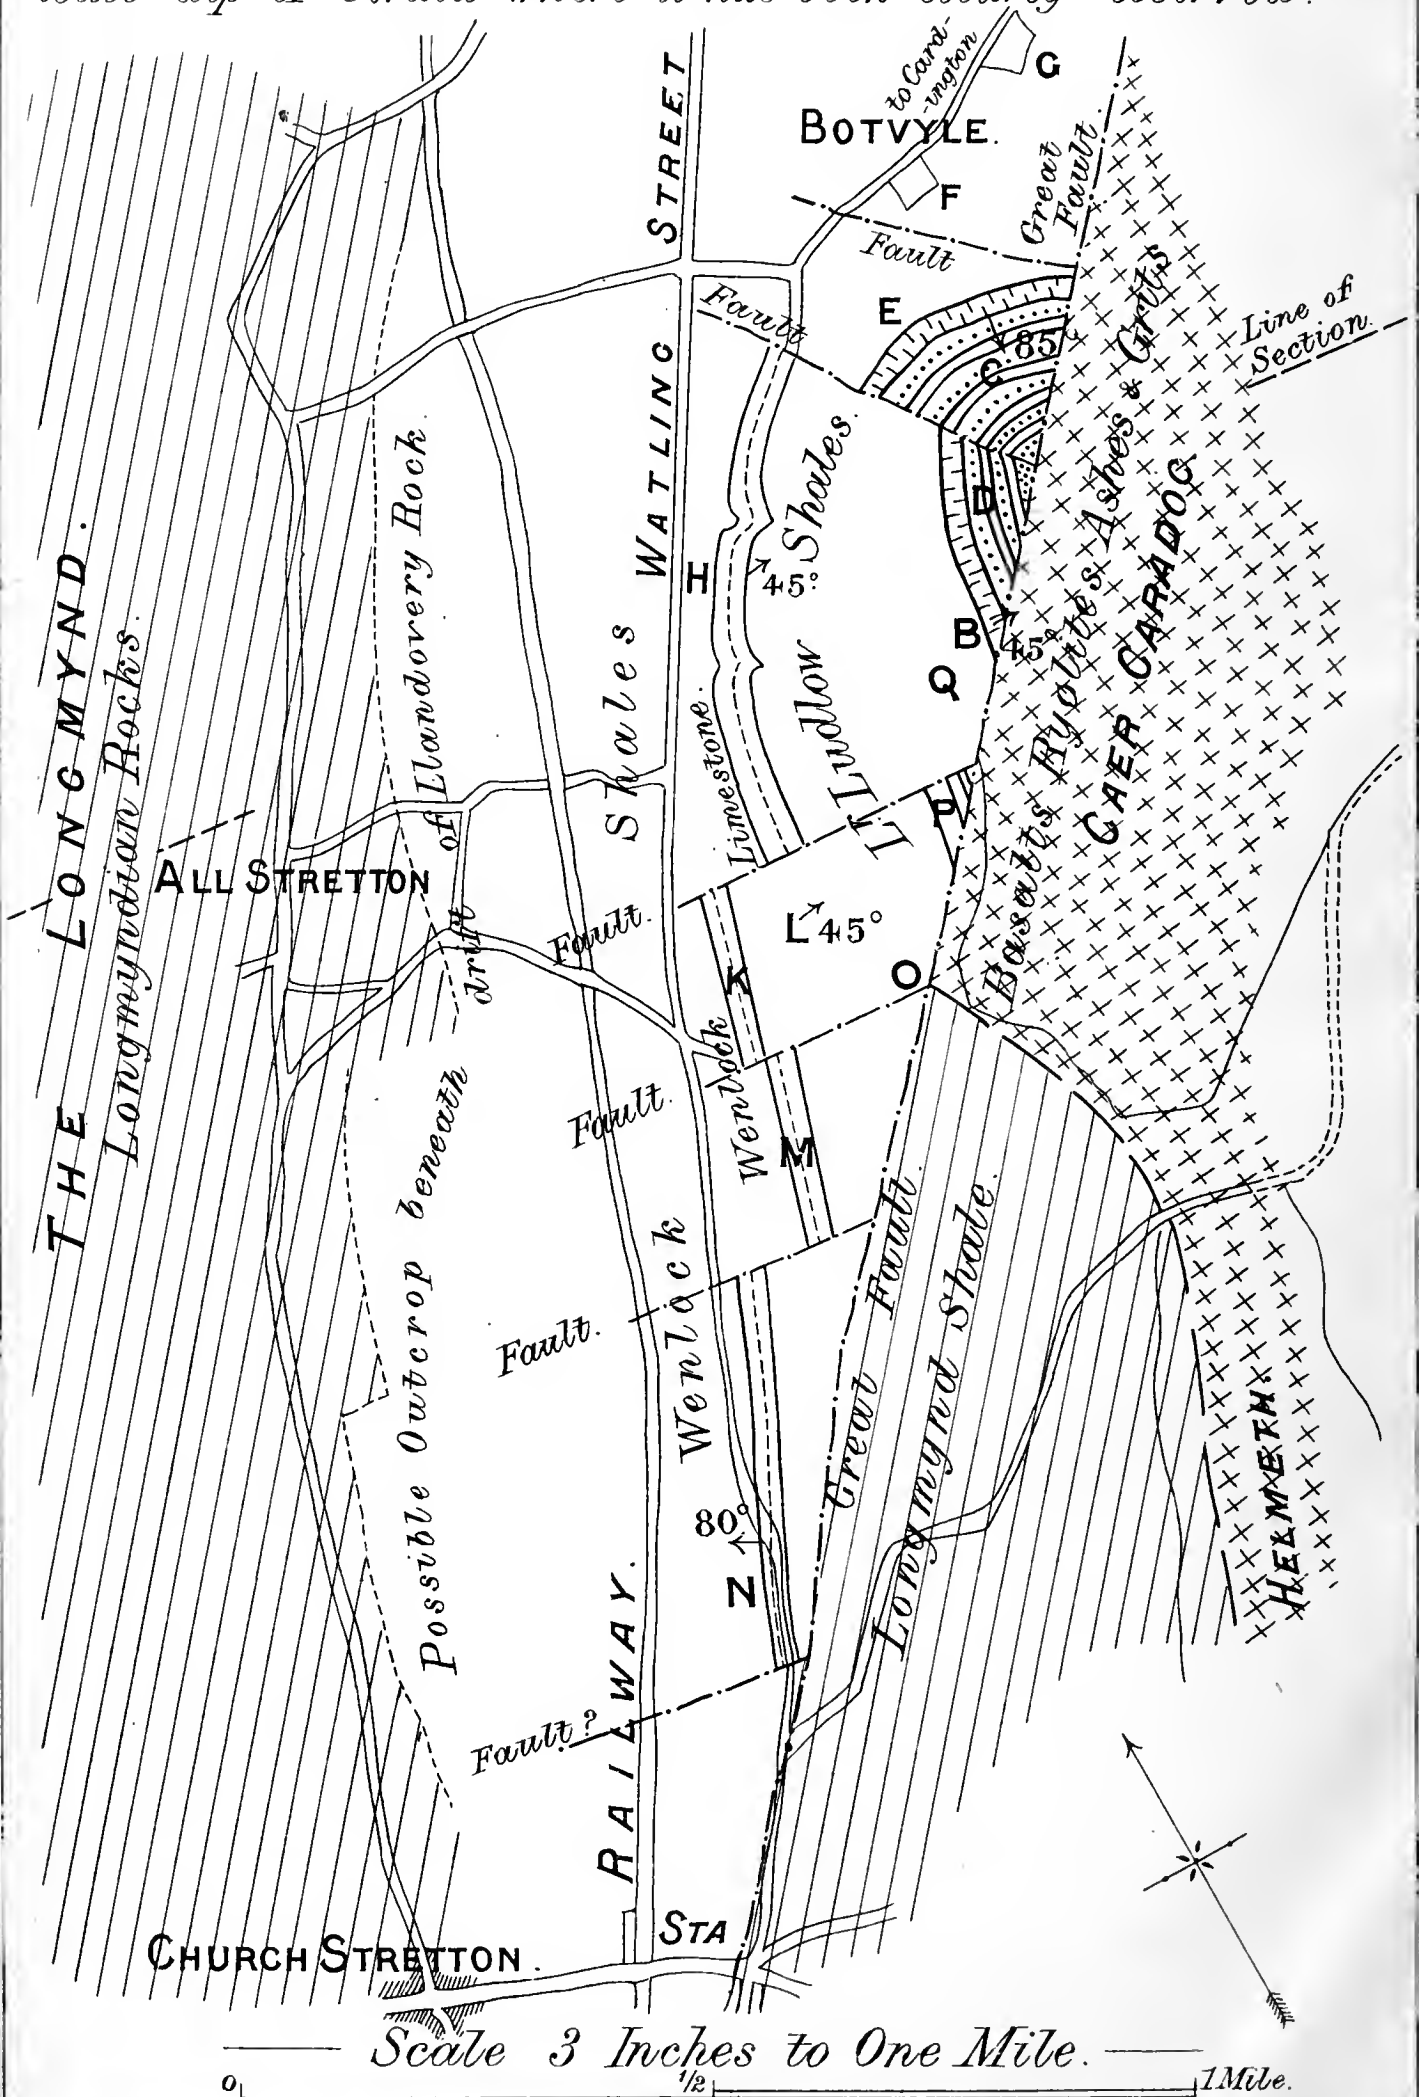 to Card-
-ington
G
BOTVYLE.
F
Great
Fault.
Fault
STREET
WATLING
Fault
E
85
C
D
B
45°
Q
Line of
Section.
Basalts Ryolites Ashes & Grits
CAER CARADOC
H
45°
Lr Ludlow Shales.
Limestone.
Wenlock
Wenlock Shales
THE LONGMYND.
Longmyndian Rocks.
Possible Outcrop beneath
drift of Llandovery Rock
ALL STRETTON
Fault.
P
L 45°
K
O
Fault.
M
Great Fault.
Longmynd Shale.
Fault.
80°
N
HELMETH.
Fault?
RAILWAY.
STA
CHURCH STRETTON.
Scale 3 Inches to One Mile.
0
1/2
1 Mile.